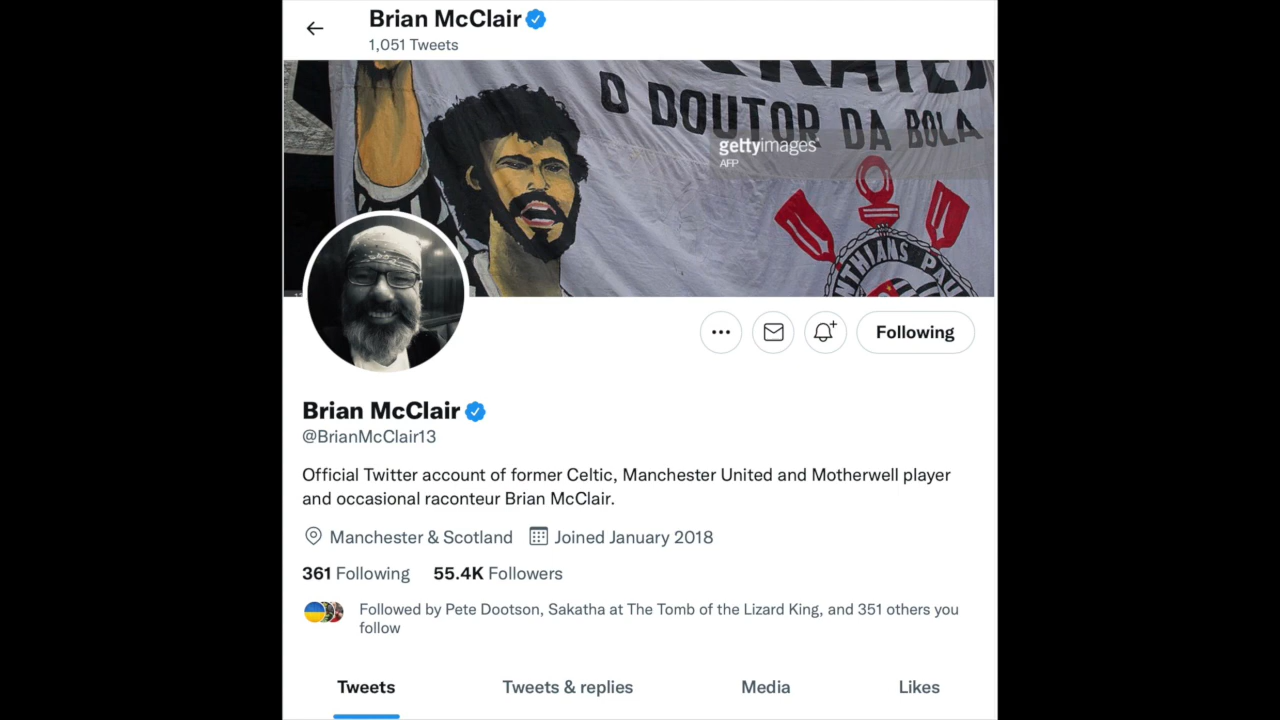 Brian McClair
1,051 Tweets
O DOUTOR DA BOLA
gettyimages
AFP
Brian McClair
@BrianMcClair13
Official Twitter account of former Celtic, Manchester United and Motherwell player
and occasional raconteur Brian McClair.
Manchester & Scotland Joined January 2018
361 Following 55.4K Followers
Followed by Pete Dootson, Sakatha at The Tomb of the Lizard King, and 351 others you
follow
Tweets Tweets & replies Media Likes